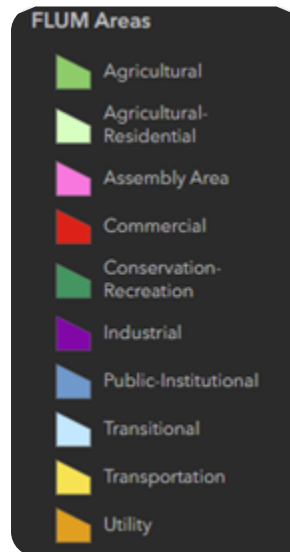 FLUM Areas
Agricultural
Agricultural-
Residential
Assembly Area
Commercial
Conservation-
Recreation
Industrial
Public-Institutional
Transitional
Transportation
Utility